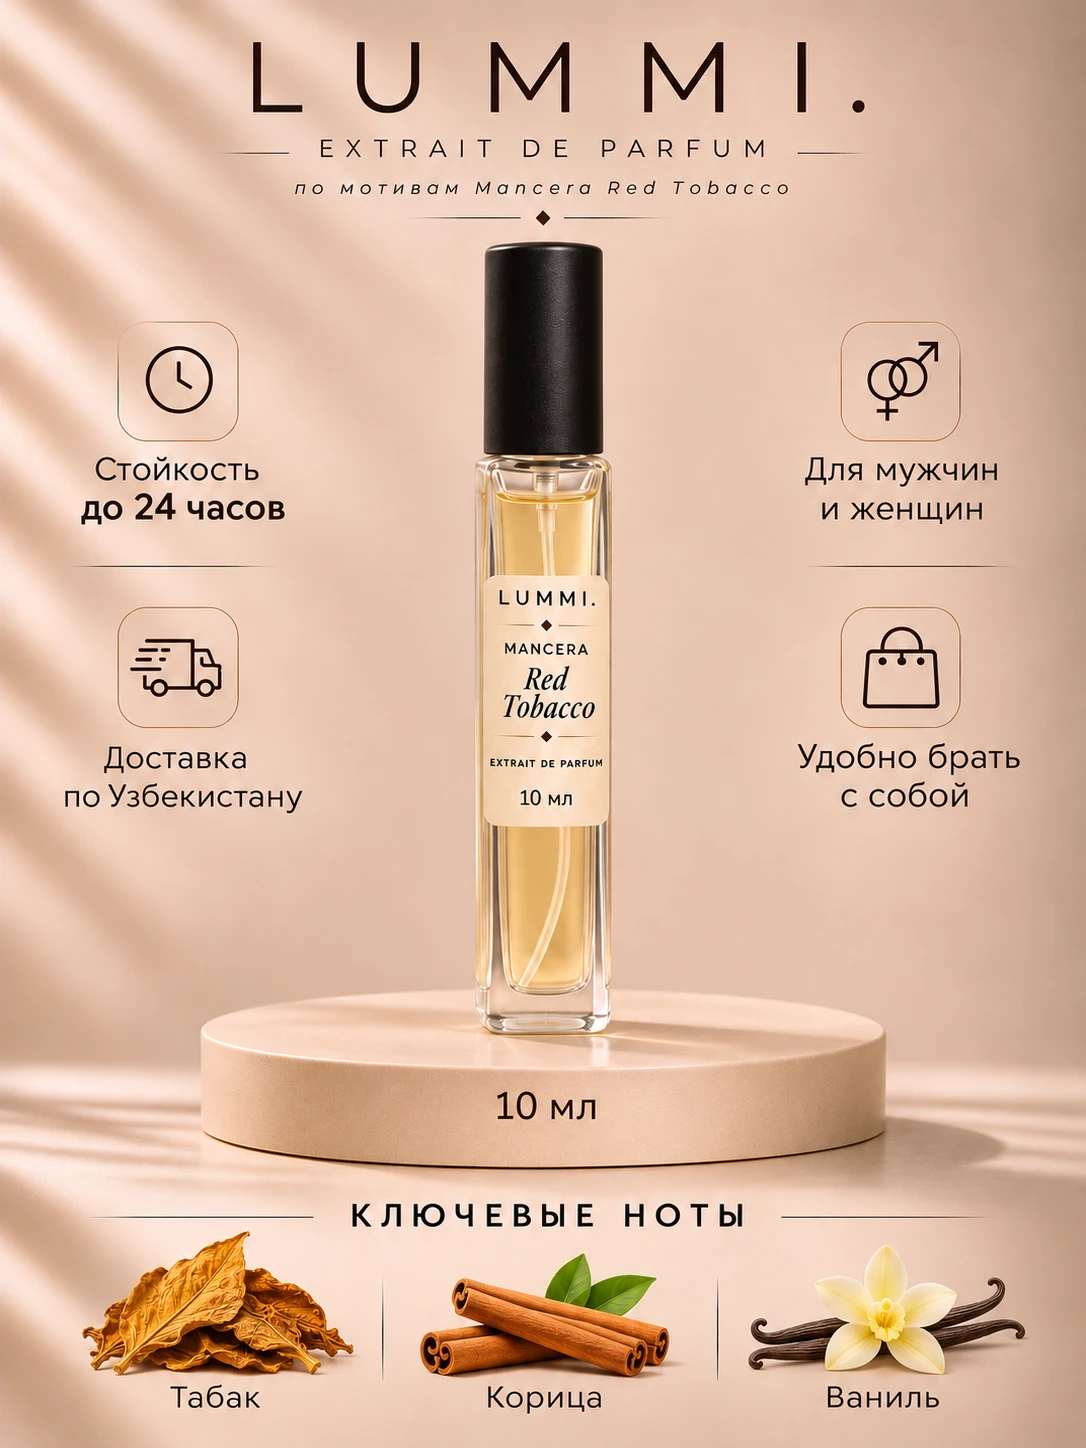 LUMMI.
EXTRAIT DE PARFUM
по мотивам Mancera Red Tobacco
Стойкость
до 24 часов
Для мужчин
и женщин
Доставка
по Узбекистану
Удобно брать
с собой
LUMMI.
MANCERA
Red
Tobacco
EXTRAIT DE PARFUM
10 мл
10 мл
КЛЮЧЕВЫЕ НОТЫ
Табак
Корица
Ваниль